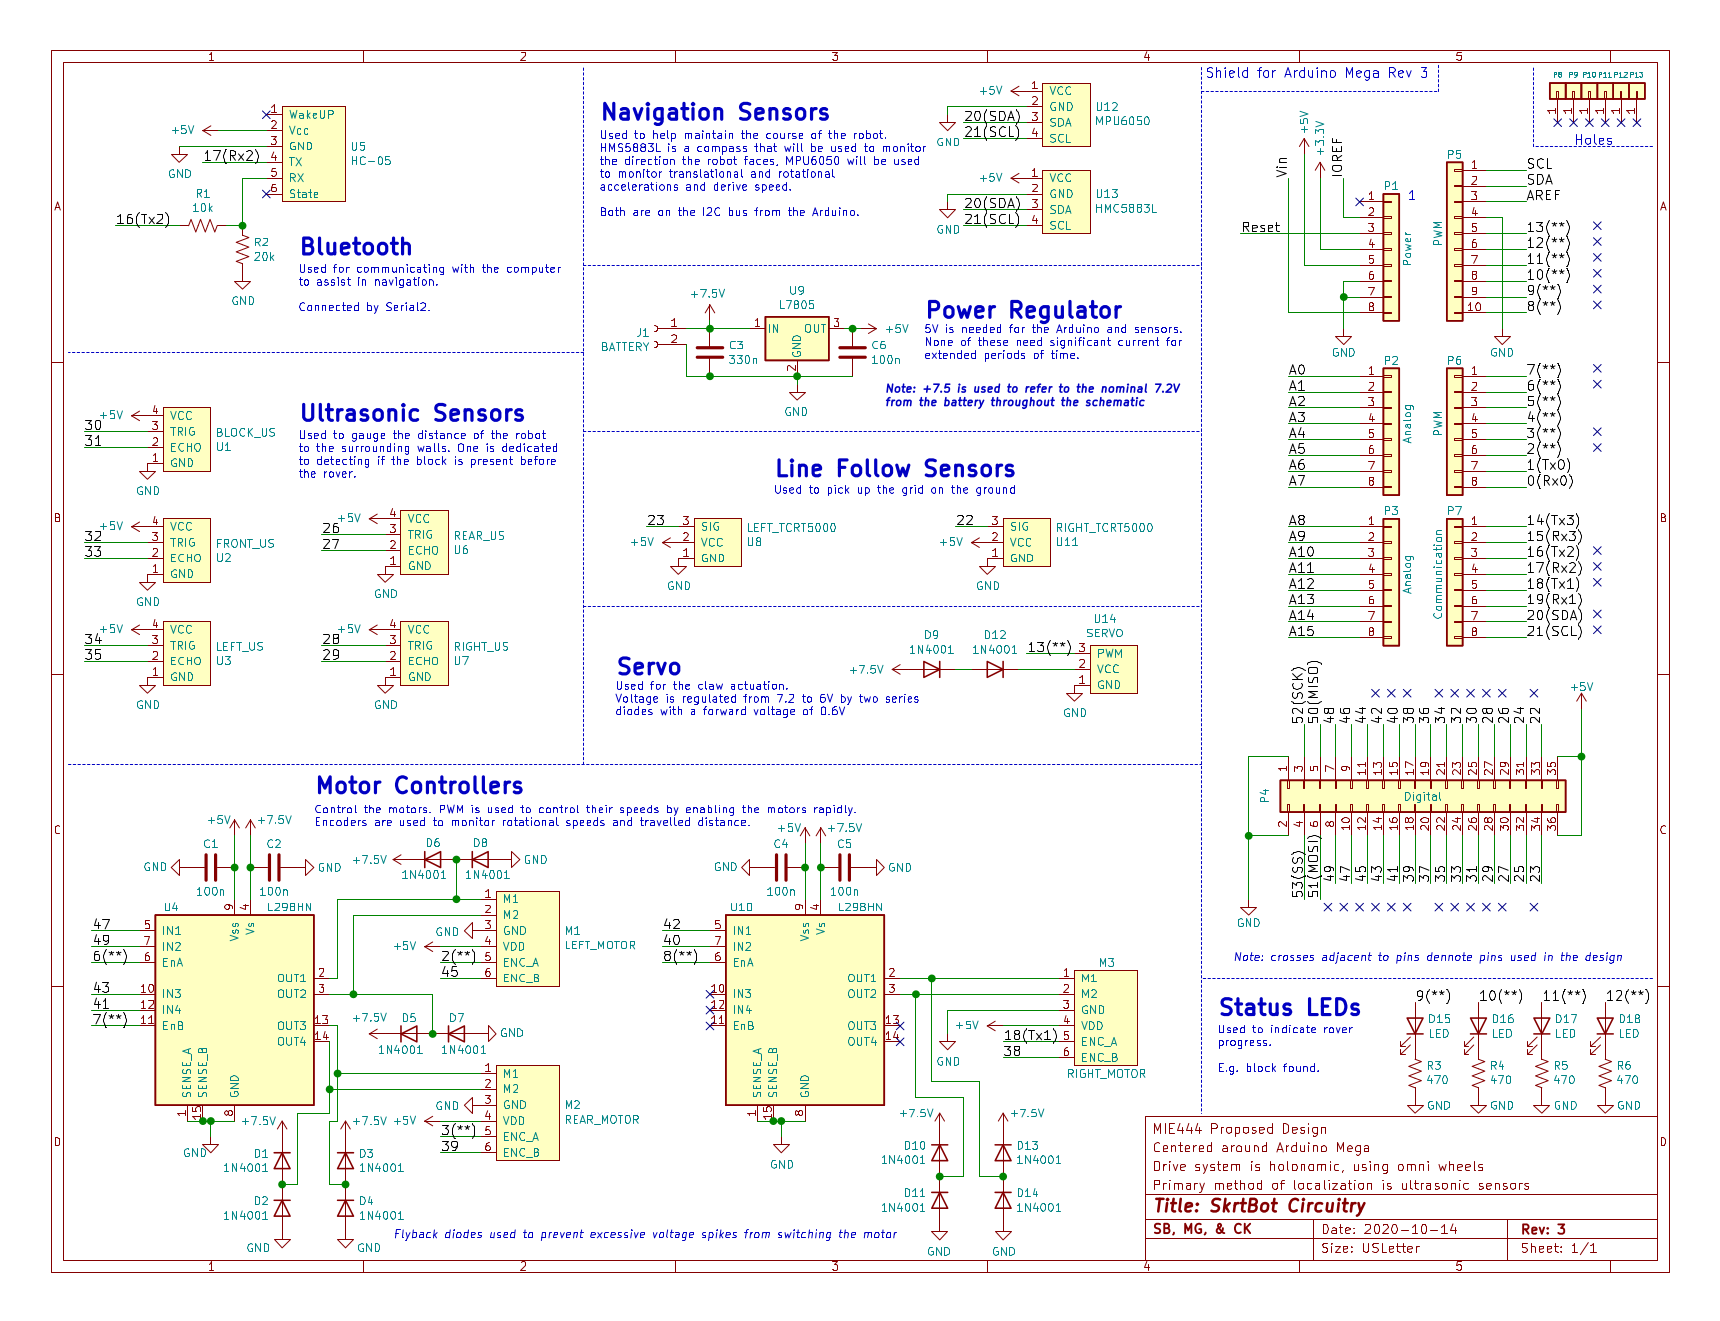 1 2 3 4 5
A B C D
Bluetooth
Used for communicating with the computer
to assist in navigation.
Connected by Serial2.
U5
HC-05
1 WakeUP
2 Vcc
3 GND
4 TX
5 RX
6 State
+5V
GND
17(Rx2)
R1
10k
16(Tx2)
R2
20k
GND
Navigation Sensors
Used to help maintain the course of the robot.
HMS5883L is a compass that will be used to monitor
the direction the robot faces, MPU6050 will be used
to monitor translational and rotational
accelerations and derive speed.
Both are on the I2C bus from the Arduino.
+5V 1 VCC
2 GND
20(SDA) 3 SDA
21(SCL) 4 SCL
GND
U12
MPU6050
+5V 1 VCC
2 GND
20(SDA) 3 SDA
21(SCL) 4 SCL
GND
U13
HMC5883L
Power Regulator
5V is needed for the Arduino and sensors.
None of these need significant current for
extended periods of time.
Note: +7.5 is used to refer to the nominal 7.2V
from the battery throughout the schematic
+7.5V
U9
L7805
J1
BATTERY
1
2
1 IN OUT 3
GND
2
+5V
C3
330n
C6
100n
GND
Ultrasonic Sensors
Used to gauge the distance of the robot
to the surrounding walls. One is dedicated
to detecting if the block is present before
the rover.
+5V 4 VCC
30 3 TRIG
31 2 ECHO
1 GND
GND
BLOCK_US
U1
+5V 4 VCC
32 3 TRIG
33 2 ECHO
1 GND
GND
FRONT_US
U2
+5V 4 VCC
34 3 TRIG
35 2 ECHO
1 GND
GND
LEFT_US
U3
+5V 4 VCC
26 3 TRIG
27 2 ECHO
1 GND
GND
REAR_US
U6
+5V 4 VCC
28 3 TRIG
29 2 ECHO
1 GND
GND
RIGHT_US
U7
Line Follow Sensors
Used to pick up the grid on the ground
23 3 SIG
+5V 2 VCC
1 GND
GND
LEFT_TCRT5000
U8
22 3 SIG
+5V 2 VCC
1 GND
GND
RIGHT_TCRT5000
U11
Servo
Used for the claw actuation.
Voltage is regulated from 7.2 to 6V by two series
diodes with a forward voltage of 0.6V
+7.5V
D9
1N4001
D12
1N4001
U14
SERVO
13(**) 3 PWM
2 VCC
1 GND
GND
Motor Controllers
Control the motors. PWM is used to control their speeds by enabling the motors rapidly.
Encoders are used to monitor rotational speeds and travelled distance.
+5V +7.5V
C1 C2
GND GND
100n 100n
U4 L298HN
9 Vss 4 Vs
47 5 IN1
49 7 IN2
6(**) 6 EnA
43 10 IN3
41 12 IN4
7(**) 11 EnB
OUT1 2
OUT2 3
OUT3 13
OUT4 14
SENSE_A SENSE_B GND
1 15 8
GND
+7.5V
D6 D8
1N4001 1N4001
GND
1 M1
2 M2
GND 3 GND
+5V 4 VDD
2(**) 5 ENC_A
45 6 ENC_B
M1
LEFT_MOTOR
+7.5V
D5 D7
1N4001 1N4001
GND
1 M1
2 M2
GND 3 GND
+5V 4 VDD
3(**) 5 ENC_A
39 6 ENC_B
M2
REAR_MOTOR
+7.5V +7.5V
D1
1N4001
D3
1N4001
D2
1N4001
D4
1N4001
GND GND
+5V +7.5V
C4 C5
GND GND
100n 100n
U10 L298HN
9 Vss 4 Vs
42 5 IN1
40 7 IN2
8(**) 6 EnA
10 IN3
12 IN4
11 EnB
OUT1 2
OUT2 3
OUT3 13
OUT4 14
SENSE_A SENSE_B GND
1 15 8
GND
M3
1 M1
2 M2
3 GND
+5V 4 VDD
18(Tx1) 5 ENC_A
38 6 ENC_B
GND
RIGHT_MOTOR
+7.5V +7.5V
D10
1N4001
D13
1N4001
D11
1N4001
D14
1N4001
GND GND
Flyback diodes used to prevent excessive voltage spikes from switching the motor
Shield for Arduino Mega Rev 3
P8 P9 P10 P11 P12 P13
1 1 1 1 1 1
Holes
Vin +5V +3.3V IOREF
Reset
P1 1
Power
1 2 3 4 5 6 7 8
GND
P5
PWM
1 SCL
2 SDA
3 AREF
4
5 13(**)
6 12(**)
7 11(**)
8 10(**)
9 9(**)
10 8(**)
GND
P2
Analog
A0 1
A1 2
A2 3
A3 4
A4 5
A5 6
A6 7
A7 8
P6
PWM
1 7(**)
2 6(**)
3 5(**)
4 4(**)
5 3(**)
6 2(**)
7 1(Tx0)
8 0(Rx0)
P3
Analog
A8 1
A9 2
A10 3
A11 4
A12 5
A13 6
A14 7
A15 8
P7
Communication
1 14(Tx3)
2 15(Rx3)
3 16(Tx2)
4 17(Rx2)
5 18(Tx1)
6 19(Rx1)
7 20(SDA)
8 21(SCL)
52(SCK) 50(MISO) 48 46 44 42 40 38 36 34 32 30 28 26 24 22
+5V
1 3 5 7 9 11 13 15 17 19 21 23 25 27 29 31 33 35
P4 Digital
2 4 6 8 10 12 14 16 18 20 22 24 26 28 30 32 34 36
53(SS) 51(MOSI) 49 47 45 43 41 39 37 35 33 31 29 27 25 23
GND
Note: crosses adjacent to pins dennote pins used in the design
Status LEDs
Used to indicate rover
progress.
E.g. block found.
9(**) 10(**) 11(**) 12(**)
D15 D16 D17 D18
LED LED LED LED
R3 R4 R5 R6
470 470 470 470
GND GND GND GND
MIE444 Proposed Design
Centered around Arduino Mega
Drive system is holonomic, using omni wheels
Primary method of localization is ultrasonic sensors
Title: SkrtBot Circuitry
SB, MG, & CK Date: 2020-10-14 Rev: 3
Size: USLetter Sheet: 1/1
1 2 3 4 5
A B C D